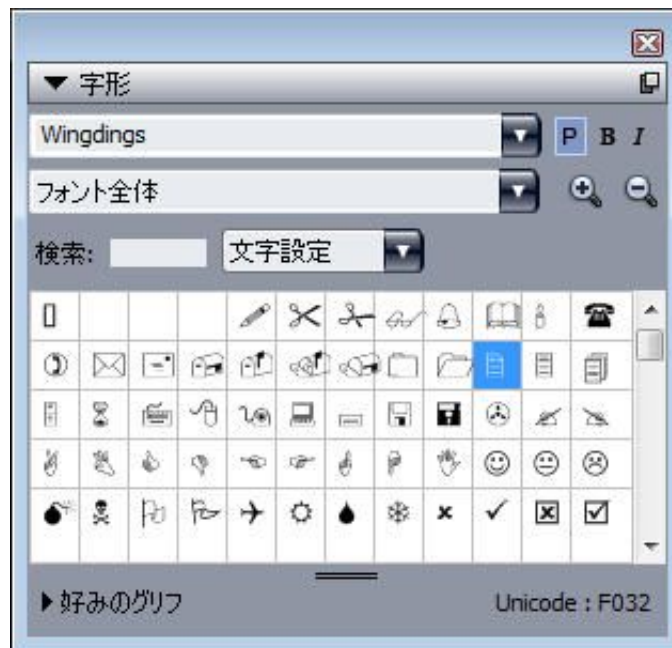 字形
Wingdings
P B I
フォント全体
検索:
文字設定
好みのグリフ
Unicode : F032